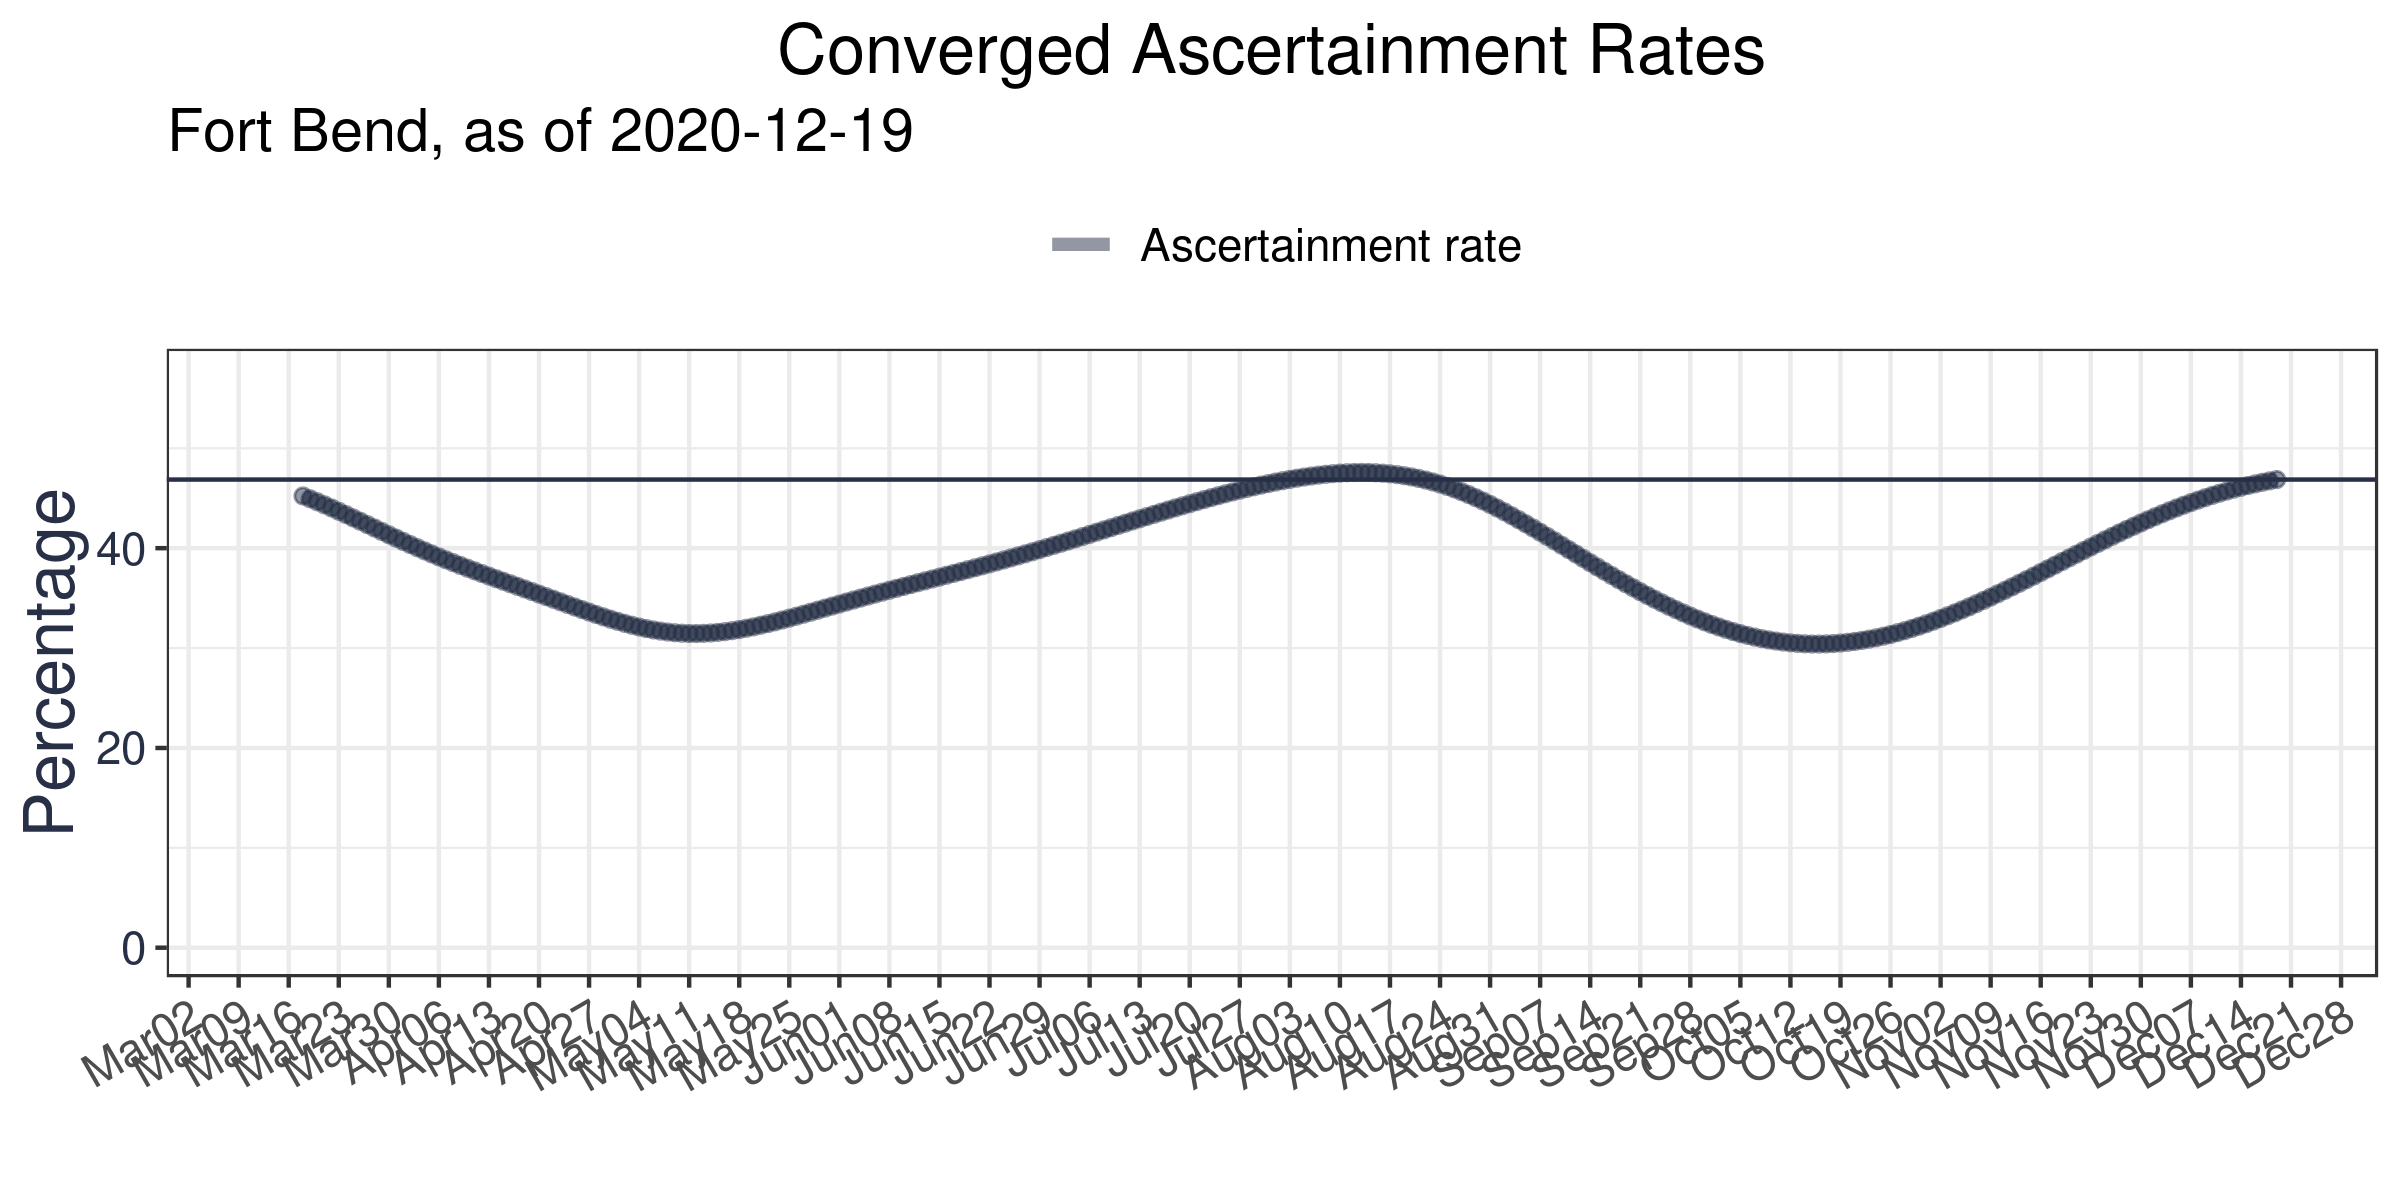 Converged Ascertainment Rates
Fort Bend, as of 2020-12-19
Ascertainment rate
Percentage
40
20
0
Mar02
Mar09
Mar16
Mar23
Mar30
Apr06
Apr13
Apr20
Apr27
May04
May11
May18
May25
Jun01
Jun08
Jun15
Jun22
Jun29
Jul06
Jul13
Jul20
Jul27
Aug03
Aug10
Aug17
Aug24
Aug31
Sep07
Sep14
Sep21
Sep28
Oct05
Oct12
Oct19
Oct26
Nov02
Nov09
Nov16
Nov23
Nov30
Dec07
Dec14
Dec21
Dec28